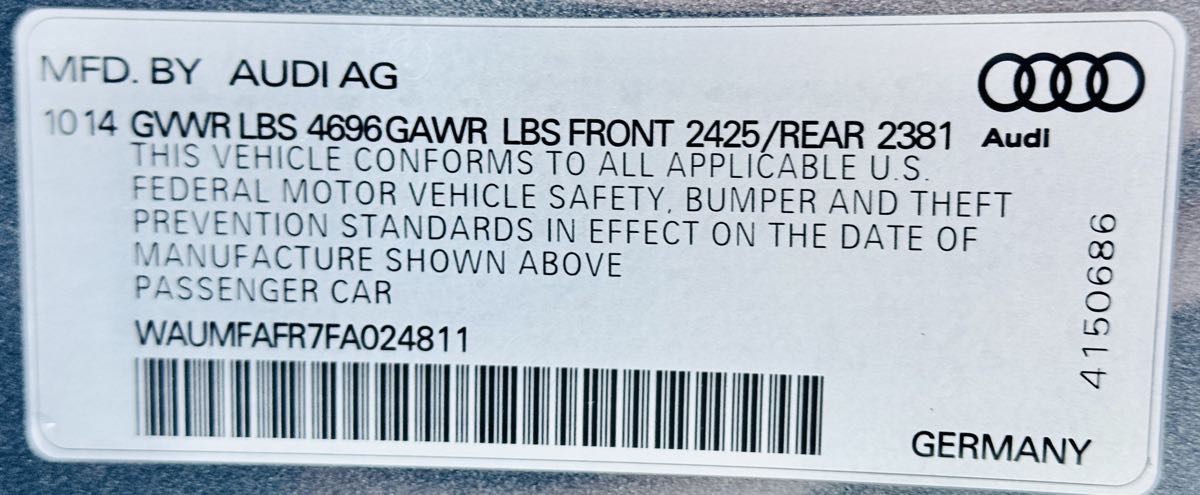 MFD. BY AUDI AG
1014 GVWR LBS 4696 GAWR LBS FRONT 2425/REAR 2381
Audi
THIS VEHICLE CONFORMS TO ALL APPLICABLE U.S.
FEDERAL MOTOR VEHICLE SAFETY, BUMPER AND THEFT
PREVENTION STANDARDS IN EFFECT ON THE DATE OF
MANUFACTURE SHOWN ABOVE
PASSENGER CAR
WAUMFAFR7FA024811
4150686
GERMANY